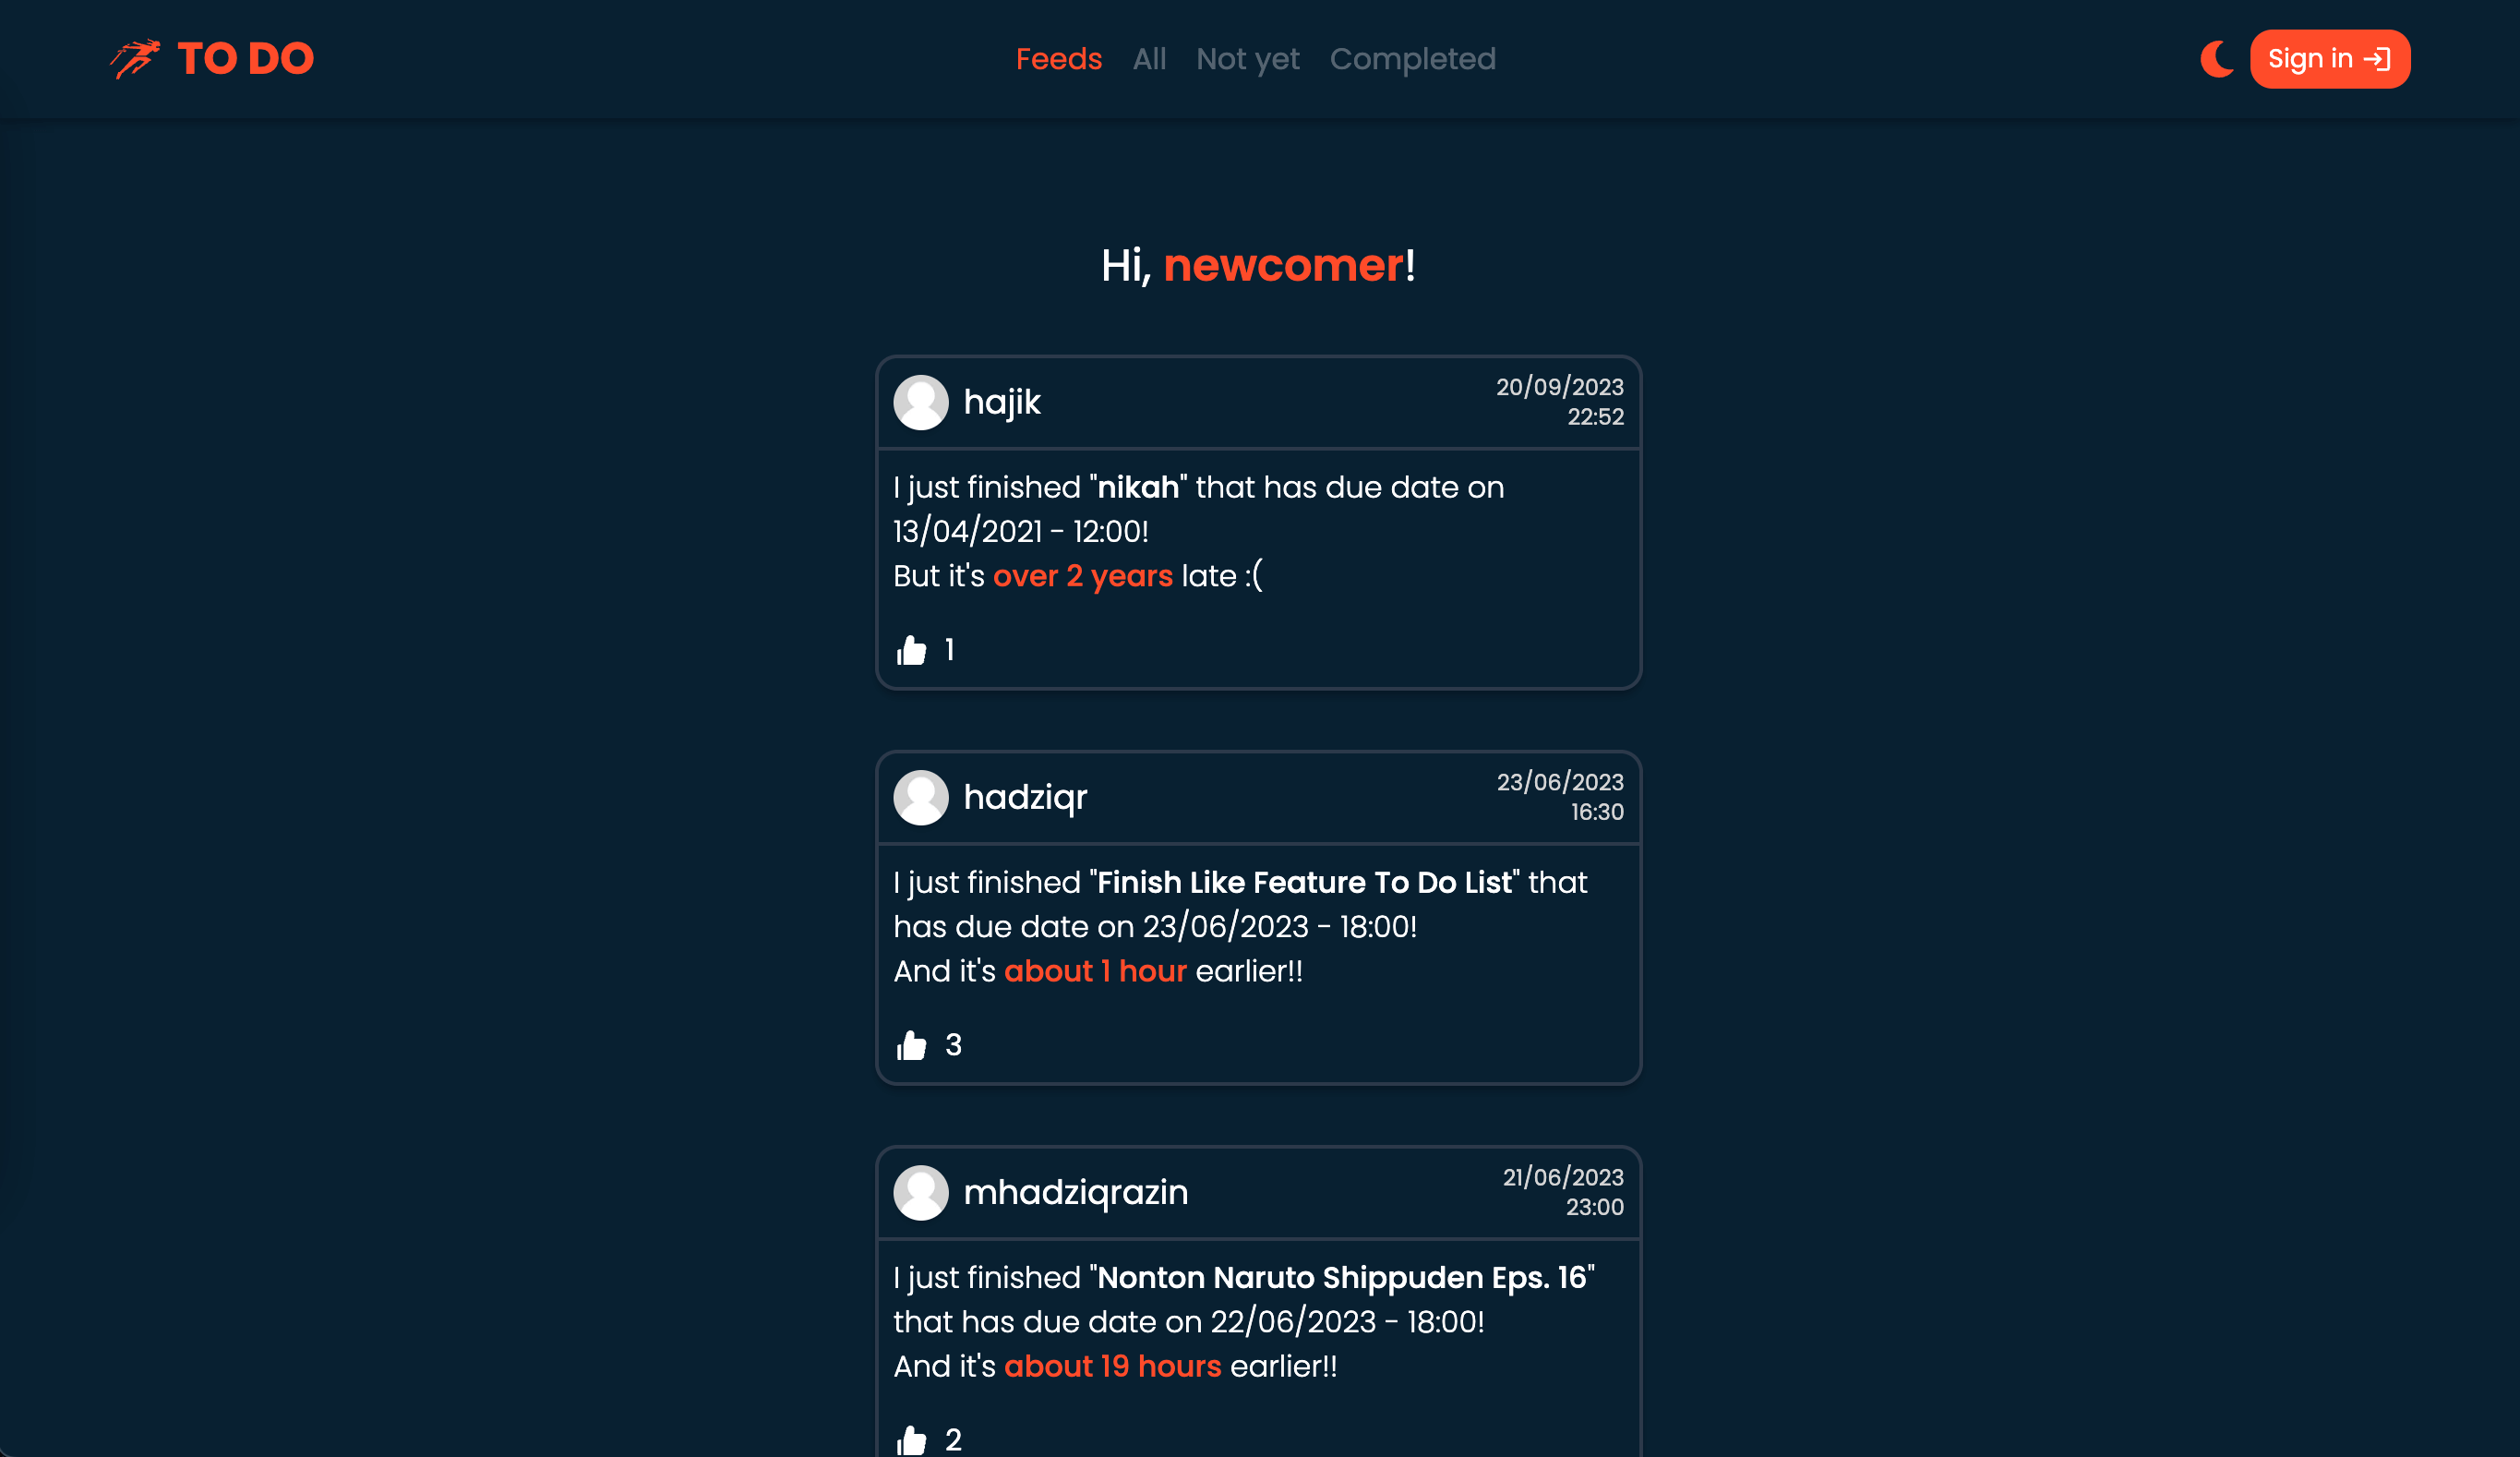 TO DO
Feeds All Not yet Completed
Sign in
Hi, newcomer!
hajik
20/09/2023
22:52
I just finished "nikah" that has due date on
13/04/2021 - 12:00!
But it's over 2 years late :(
1
hadziqr
23/06/2023
16:30
I just finished "Finish Like Feature To Do List" that
has due date on 23/06/2023 - 18:00!
And it's about 1 hour earlier!!
3
mhadziqrazin
21/06/2023
23:00
I just finished "Nonton Naruto Shippuden Eps. 16"
that has due date on 22/06/2023 - 18:00!
And it's about 19 hours earlier!!
2